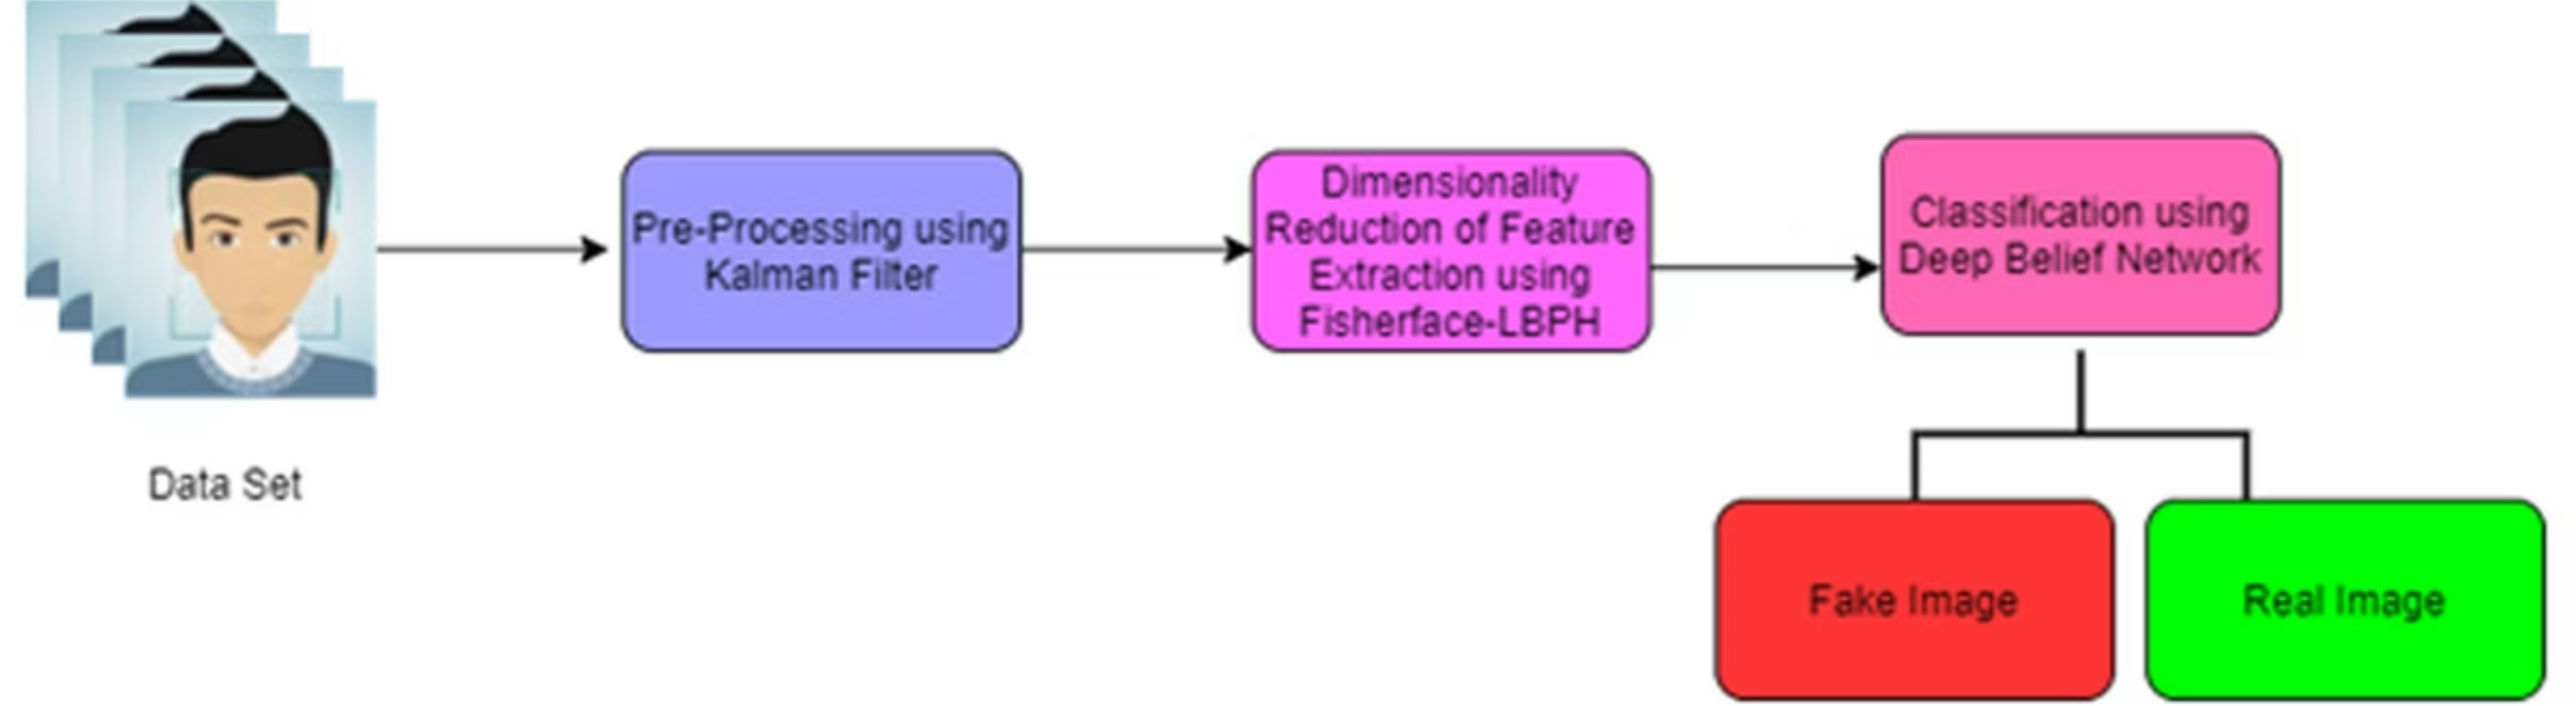 Data Set
Pre-Processing using
Kalman Filter
Dimensionality
Reduction of Feature
Extraction using
Fisherface-LBPH
Classification using
Deep Belief Network
Fake Image
Real Image